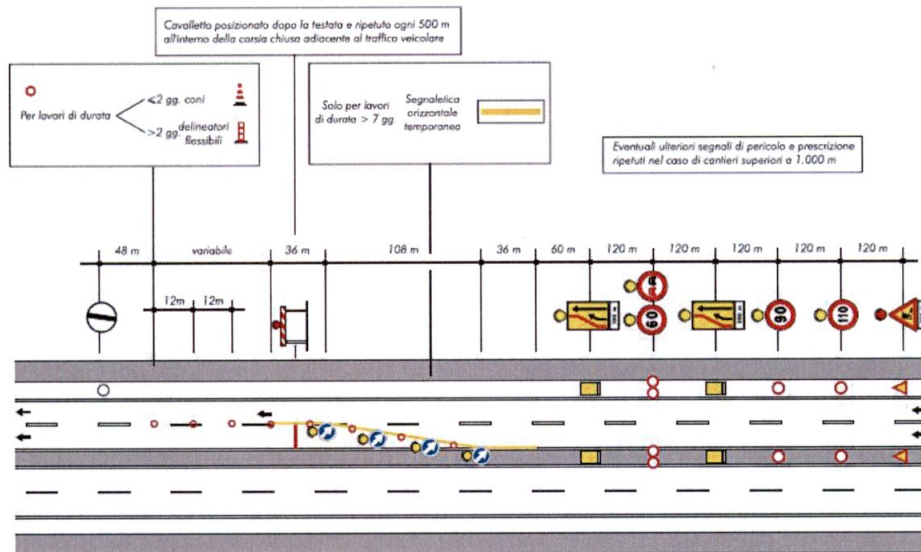 Cavalletto posizionato dopo la testata e ripetuto ogni 500 m
all'interno della corsia chiusa adiacente al traffico veicolare
Per lavori di durata
≤2 gg. coni
>2 gg. delineatori
flessibili
Solo per lavori
di durata > 7 gg.
Segnaletica
orizzontale
temporanea
Eventuali ulteriori segnali di pericolo e prescrizione
ripetuti nel caso di cantieri superiori a 1.000 m
48 m variabile 36 m 108 m 36 m 60 m 120 m 120 m 120 m 120 m 120 m
12m 12m
60 90 110